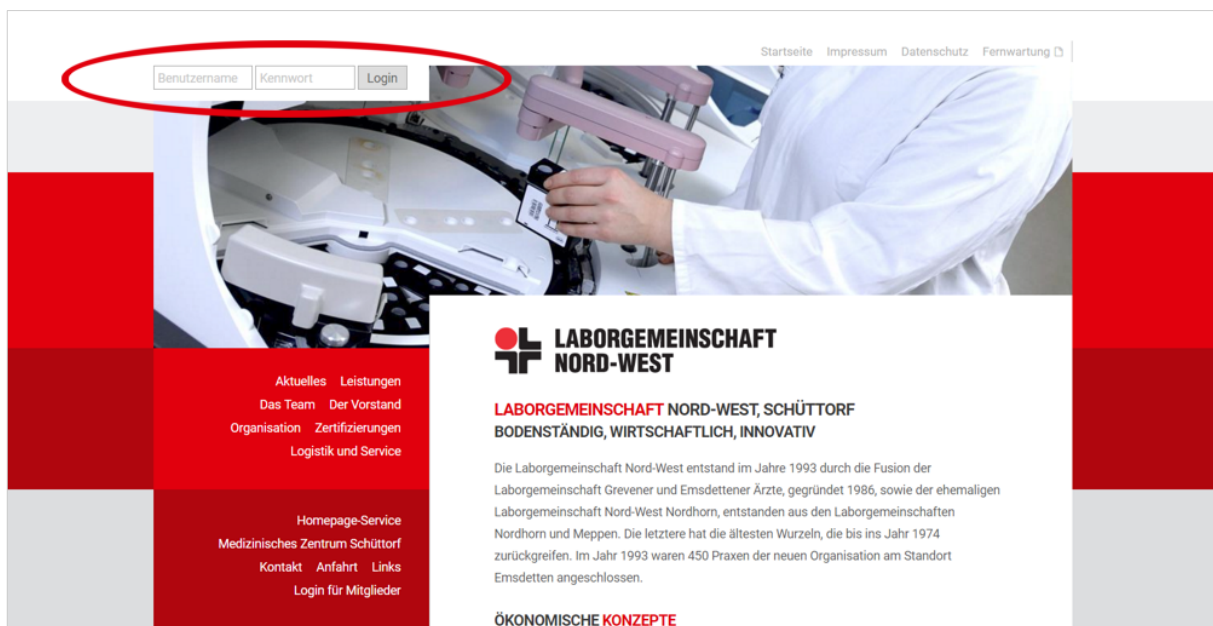 Startseite Impressum Datenschutz Fernwartung
Benutzername Kennwort Login
LABORGEMEINSCHAFT
NORD-WEST
Aktuelles Leistungen
Das Team Der Vorstand
Organisation Zertifizierungen
Logistik und Service
Homepage-Service
Medizinisches Zentrum Schüttorf
Kontakt Anfahrt Links
Login für Mitglieder
LABORGEMEINSCHAFT NORD-WEST, SCHÜTTORF
BODENSTÄNDIG, WIRTSCHAFTLICH, INNOVATIV
Die Laborgemeinschaft Nord-West entstand im Jahre 1993 durch die Fusion der
Laborgemeinschaft Grevener und Emsdettener Ärzte, gegründet 1986, sowie der ehemaligen
Laborgemeinschaft Nord-West Nordhorn, entstanden aus den Laborgemeinschaften
Nordhorn und Meppen. Die letztere hat die ältesten Wurzeln, die bis ins Jahr 1974
zurückgreifen. Im Jahr 1993 waren 450 Praxen der neuen Organisation am Standort
Emsdetten angeschlossen.
ÖKONOMISCHE KONZEPTE